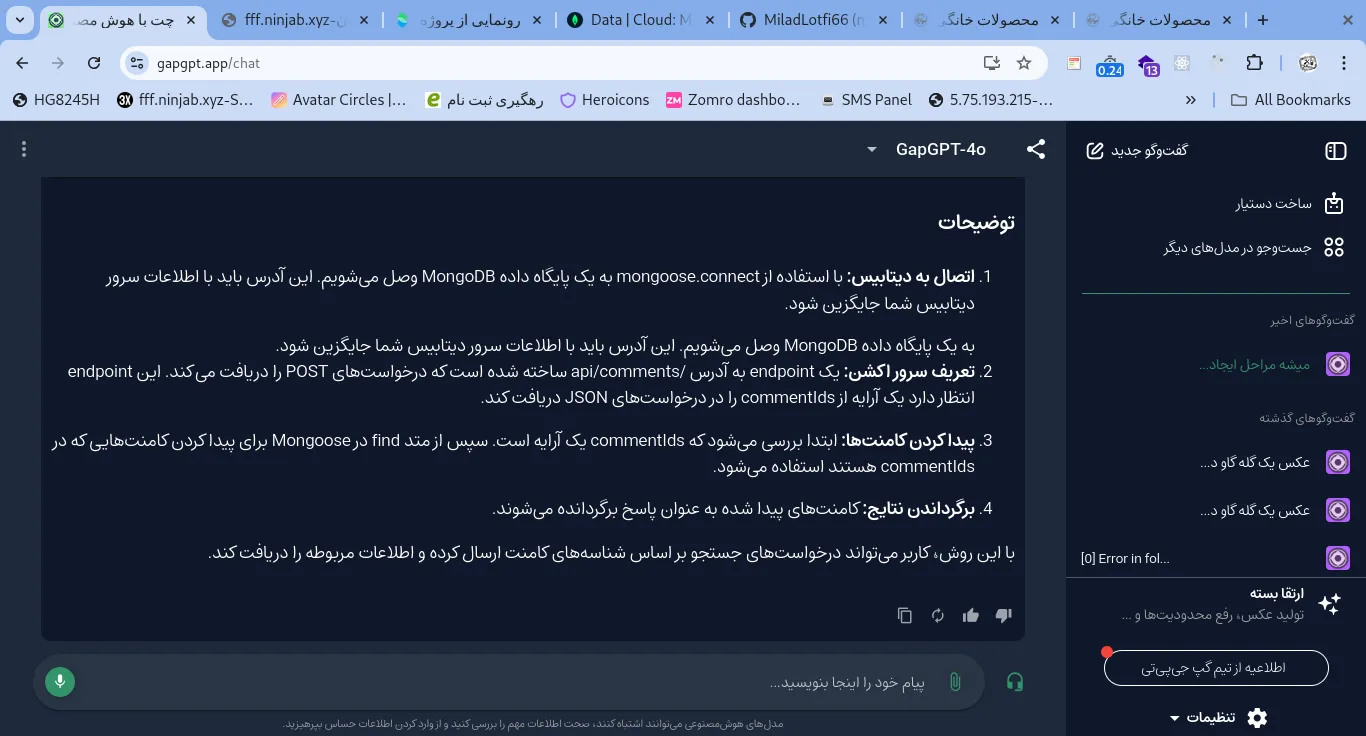 چت با هوش مصن
fff.ninjab.xyz-ن
رونمایی از پروژه
Data | Cloud: M
MiladLotfi66 (m
محصولات خانگی
محصولات خانگی
gapgpt.app/chat
0.24
13
HG8245H
fff.ninjab.xyz-S...
Avatar Circles |...
رهگیری ثبت نام
Heroicons
ZM Zomro dashbo...
SMS Panel
5.75.193.215-...
All Bookmarks
گفت‌وگو جدید
ساخت دستیار
جست‌وجو در مدل‌های دیگر
گفت‌وگوهای اخیر
میشه مراحل ایجاد...
گفت‌وگوهای گذشته
عکس یک گله گاو د...
عکس یک گله گاو د...
[0] Error in fol...
ارتقا بسته
تولید عکس، رفع محدودیت‌ها و ...
اطلاعیه از تیم گپ جی‌پی‌تی
تنظیمات
GapGPT-4o
توضیحات
1. اتصال به دیتابیس: با استفاده از mongoose.connect به یک پایگاه داده MongoDB وصل می‌شویم. این آدرس باید با اطلاعات سرور
دیتابیس شما جایگزین شود.
به یک پایگاه داده MongoDB وصل می‌شویم. این آدرس باید با اطلاعات سرور دیتابیس شما جایگزین شود.
2. تعریف سرور اکشن: یک endpoint به آدرس /api/comments ساخته شده است که درخواست‌های POST را دریافت می‌کند. این endpoint
انتظار دارد یک آرایه از commentIds را در درخواست‌های JSON دریافت کند.
3. پیدا کردن کامنت‌ها: ابتدا بررسی می‌شود که commentIds یک آرایه است. سپس از متد find در Mongoose برای پیدا کردن کامنت‌هایی که در
commentIds هستند استفاده می‌شود.
4. برگرداندن نتایج: کامنت‌های پیدا شده به عنوان پاسخ برگردانده می‌شوند.
با این روش، کاربر می‌تواند درخواست‌های جستجو بر اساس شناسه‌های کامنت ارسال کرده و اطلاعات مربوطه را دریافت کند.
پیام خود را اینجا بنویسید...
مدل‌های هوش‌مصنوعی می‌توانند اشتباه کنند، صحت اطلاعات مهم را بررسی کنید و از وارد کردن اطلاعات حساس بپرهیزید.